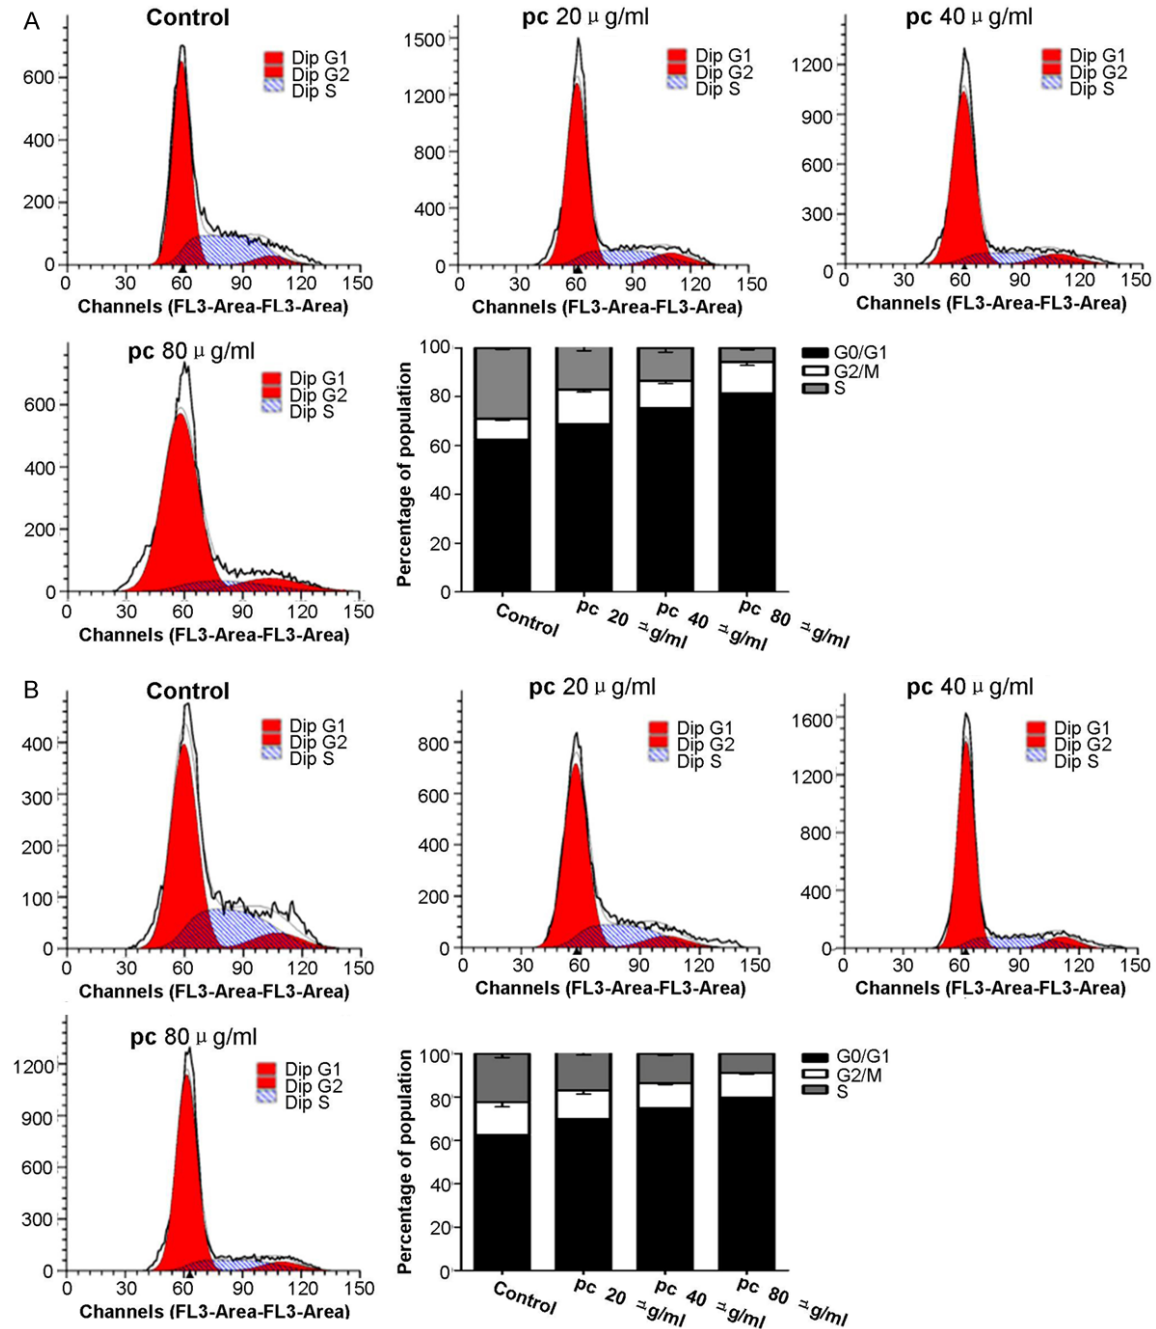 A
Control
600
400
200
0
Dip G1
Dip G2
Dip S
0 30 60 90 120 150
Channels (FL3-Area-FL3-Area)
pc 20 μg/ml
1500
1200
800
400
0
Dip G1
Dip G2
Dip S
0 30 60 90 120 150
Channels (FL3-Area-FL3-Area)
pc 40 μg/ml
1200
900
600
300
0
Dip G1
Dip G2
Dip S
0 30 60 90 120 150
Channels (FL3-Area-FL3-Area)
pc 80 μg/ml
600
400
200
0
Dip G1
Dip G2
Dip S
0 30 60 90 120 150
Channels (FL3-Area-FL3-Area)
Percentage of population
100
80
60
40
20
0
Control
pc 20 μg/ml
pc 40 μg/ml
pc 80 μg/ml
G0/G1
G2/M
S
B
Control
400
300
200
100
0
Dip G1
Dip G2
Dip S
0 30 60 90 120 150
Channels (FL3-Area-FL3-Area)
pc 20 μg/ml
800
600
400
200
0
Dip G1
Dip G2
Dip S
0 30 60 90 120 150
Channels (FL3-Area-FL3-Area)
pc 40 μg/ml
1600
1200
800
400
0
Dip G1
Dip G2
Dip S
0 30 60 90 120 150
Channels (FL3-Area-FL3-Area)
pc 80 μg/ml
1200
900
600
300
0
Dip G1
Dip G2
Dip S
0 30 60 90 120 150
Channels (FL3-Area-FL3-Area)
Percentage of population
100
80
60
40
20
0
Control
pc 20 μg/ml
pc 40 μg/ml
pc 80 μg/ml
G0/G1
G2/M
S